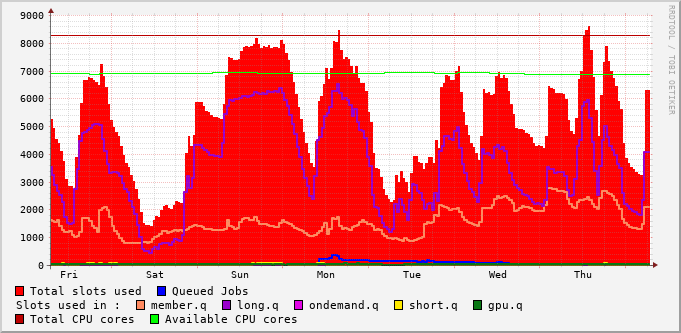 9000
8000
7000
6000
5000
4000
3000
2000
1000
0
Fri Sat Sun Mon Tue Wed Thu
Total slots used Queued Jobs
Slots used in : member.q long.q ondemand.q short.q gpu.q
Total CPU cores Available CPU cores
RRDTOOL / TOBI OETIKER